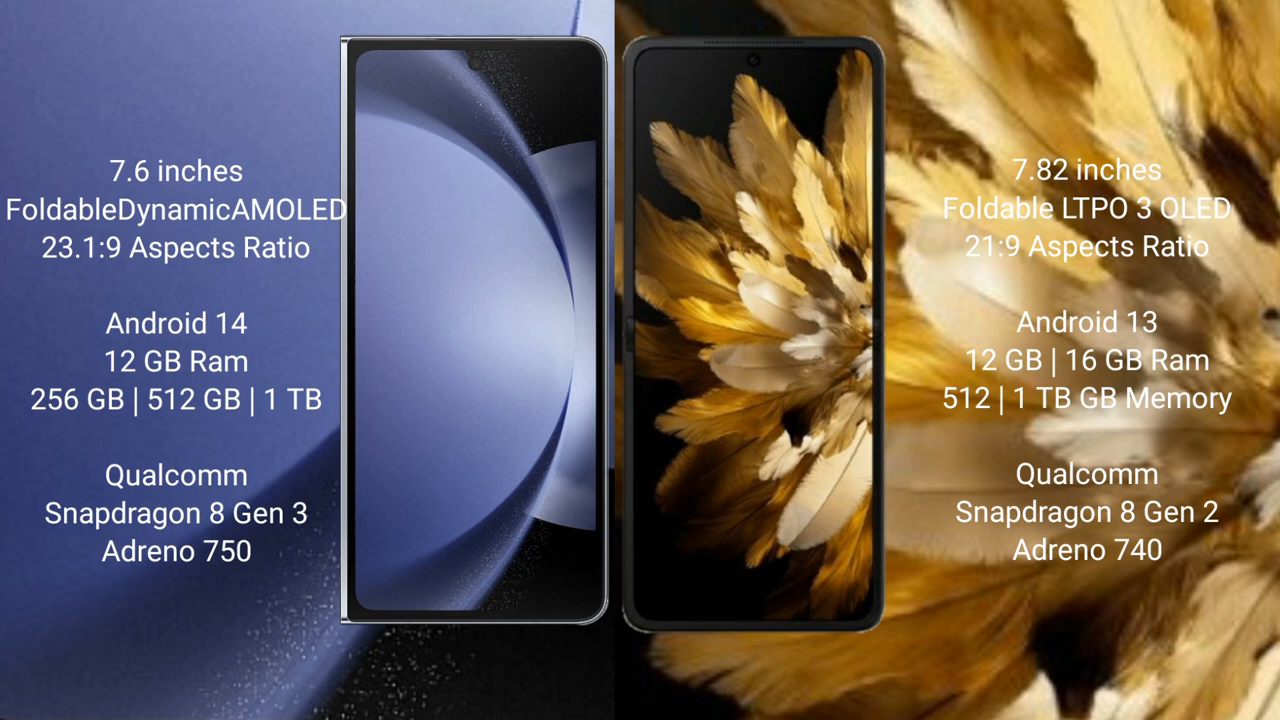 7.6 inches
FoldableDynamicAMOLED
23.1:9 Aspects Ratio
Android 14
12 GB Ram
256 GB | 512 GB | 1 TB
Qualcomm
Snapdragon 8 Gen 3
Adreno 750
7.82 inches
Foldable LTPO 3 OLED
21:9 Aspects Ratio
Android 13
12 GB | 16 GB Ram
512 | 1 TB GB Memory
Qualcomm
Snapdragon 8 Gen 2
Adreno 740